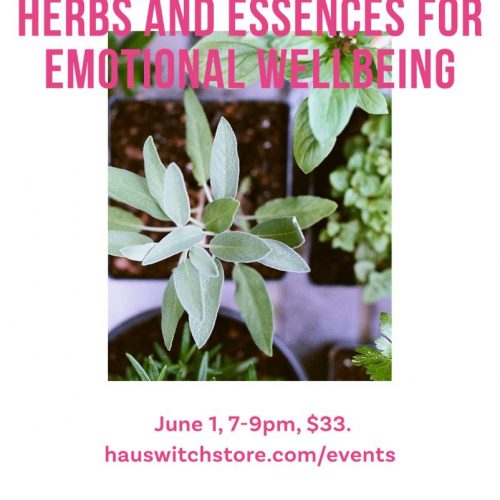 HERBS AND ESSENCES FOR
EMOTIONAL WELLBEING
June 1, 7-9pm, $33.
hauswitchstore.com/events